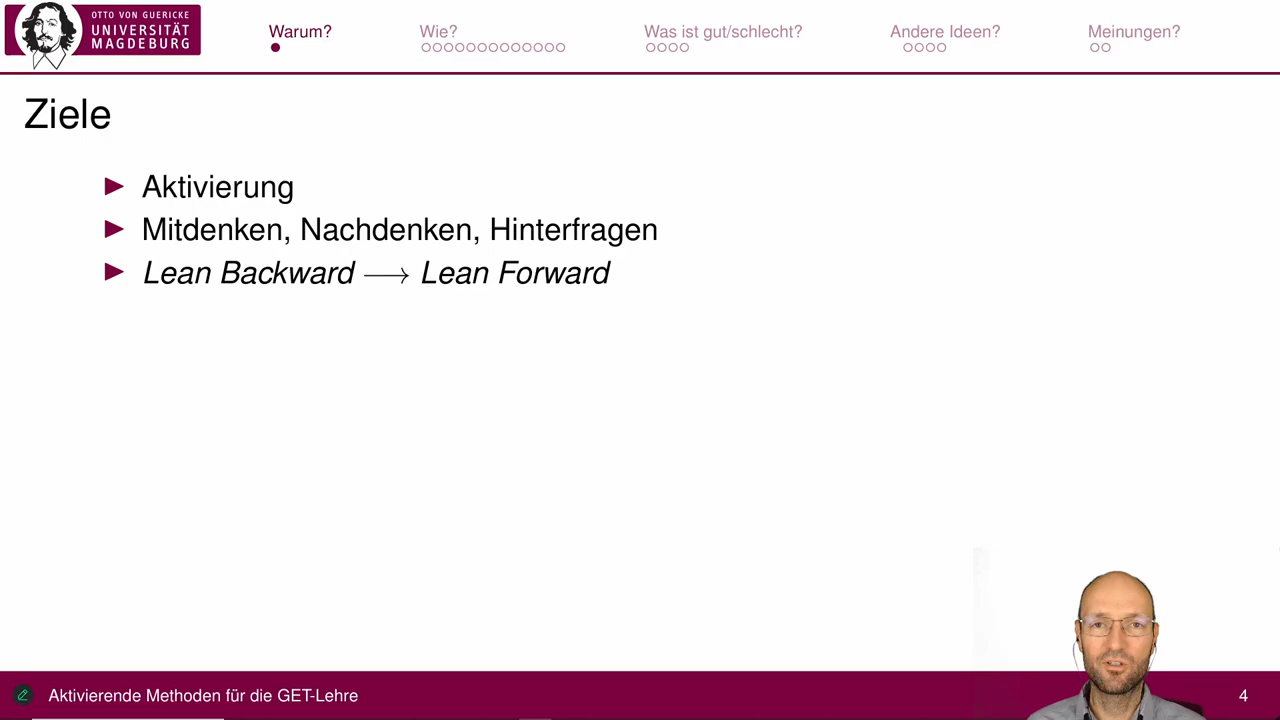 OTTO VON GUERICKE
UNIVERSITÄT
MAGDEBURG
Warum?
Wie?
Was ist gut/schlecht?
Andere Ideen?
Meinungen?
Ziele
Aktivierung
Mitdenken, Nachdenken, Hinterfragen
Lean Backward ⟶ Lean Forward
Aktivierende Methoden für die GET-Lehre
4